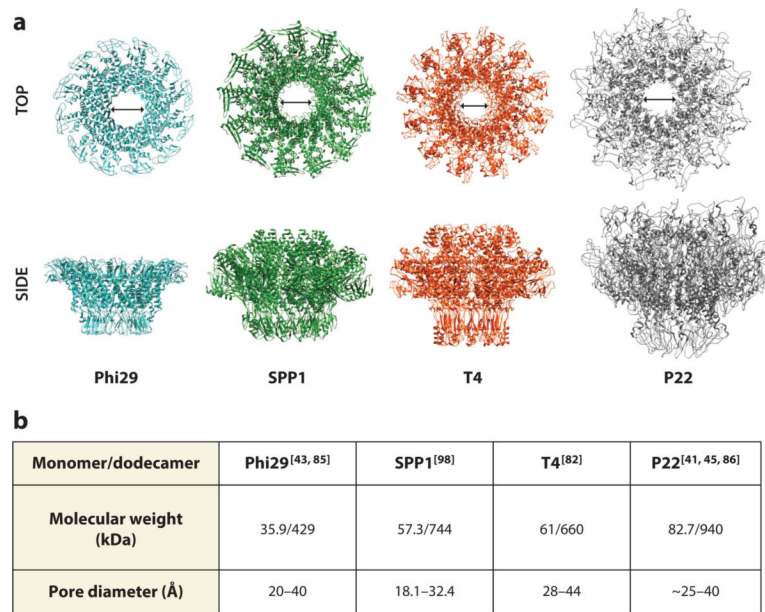 a
TOP
SIDE
Phi29 SPP1 T4 P22
b
Monomer/dodecamer Phi29[43, 85] SPP1[98] T4[82] P22[41, 45, 86]
Molecular weight
(kDa) 35.9/429 57.3/744 61/660 82.7/940
Pore diameter (Å) 20–40 18.1–32.4 28–44 ~25–40